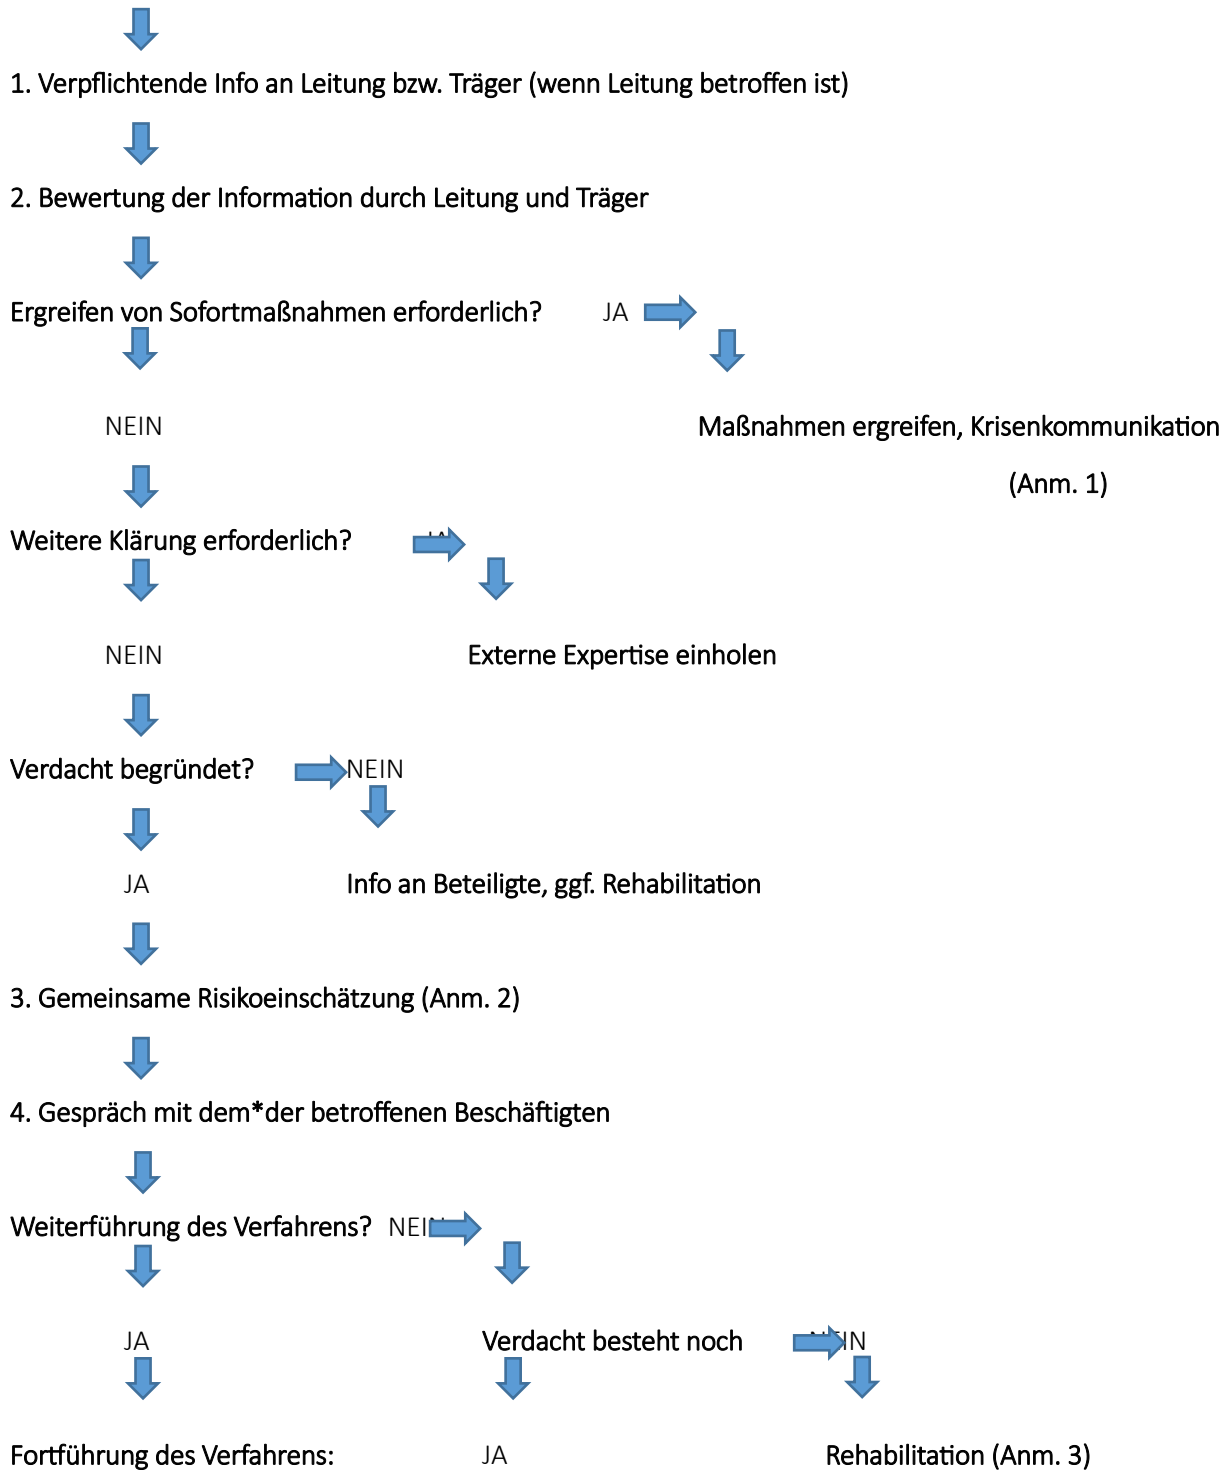 1. Verpflichtende Info an Leitung bzw. Träger (wenn Leitung betroffen ist)
2. Bewertung der Information durch Leitung und Träger
Ergreifen von Sofortmaßnahmen erforderlich? JA
NEIN Maßnahmen ergreifen, Krisenkommunikation
(Anm. 1)
Weitere Klärung erforderlich? JA
NEIN Externe Expertise einholen
Verdacht begründet? NEIN
JA Info an Beteiligte, ggf. Rehabilitation
3. Gemeinsame Risikoeinschätzung (Anm. 2)
4. Gespräch mit dem*der betroffenen Beschäftigten
Weiterführung des Verfahrens? NEIN
JA Verdacht besteht noch NEIN
Fortführung des Verfahrens: JA Rehabilitation (Anm. 3)